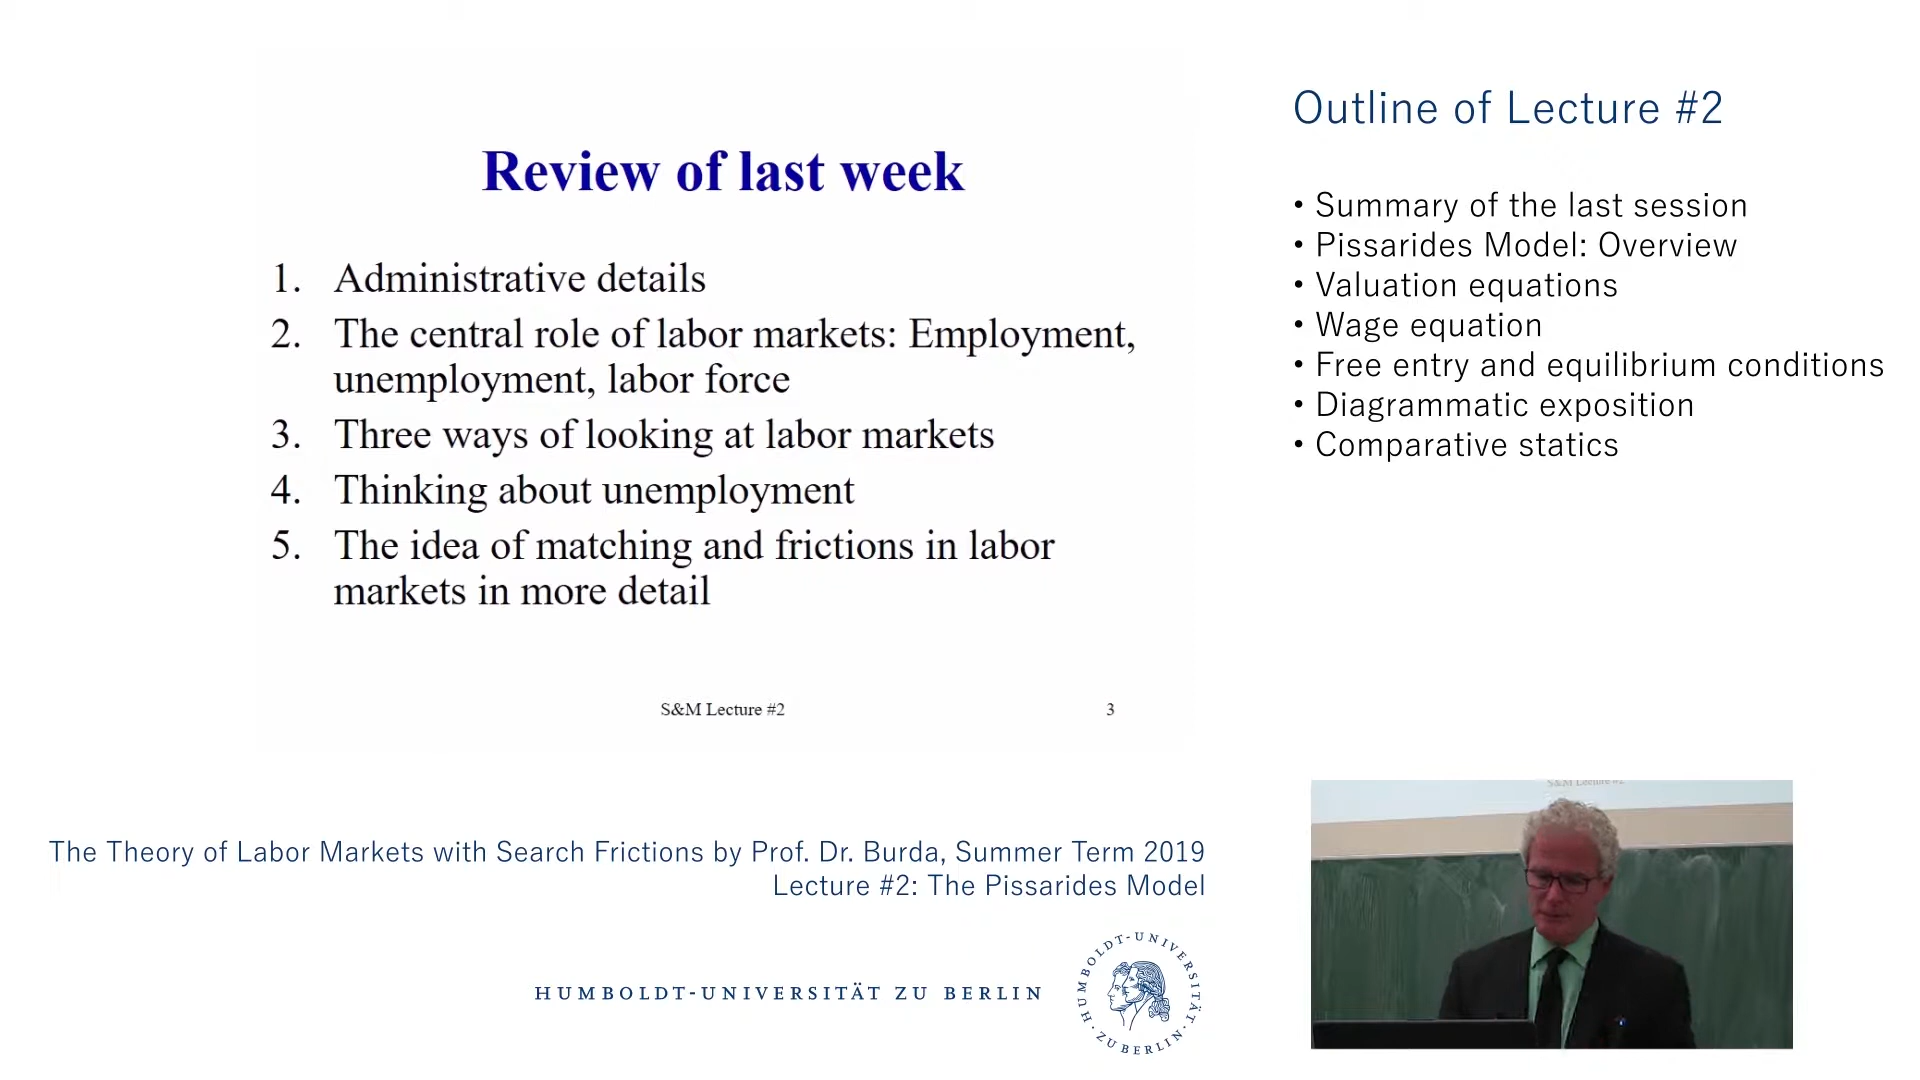 Review of last week
1. Administrative details
2. The central role of labor markets: Employment,
unemployment, labor force
3. Three ways of looking at labor markets
4. Thinking about unemployment
5. The idea of matching and frictions in labor
markets in more detail
S&M Lecture #2
3
Outline of Lecture #2
• Summary of the last session
• Pissarides Model: Overview
• Valuation equations
• Wage equation
• Free entry and equilibrium conditions
• Diagrammatic exposition
• Comparative statics
S&M Lecture #2
The Theory of Labor Markets with Search Frictions by Prof. Dr. Burda, Summer Term 2019
Lecture #2: The Pissarides Model
HUMBOLDT-UNIVERSITÄT ZU BERLIN
HUMBOLDT-UNIVERSITÄT · ZU BERLIN ·